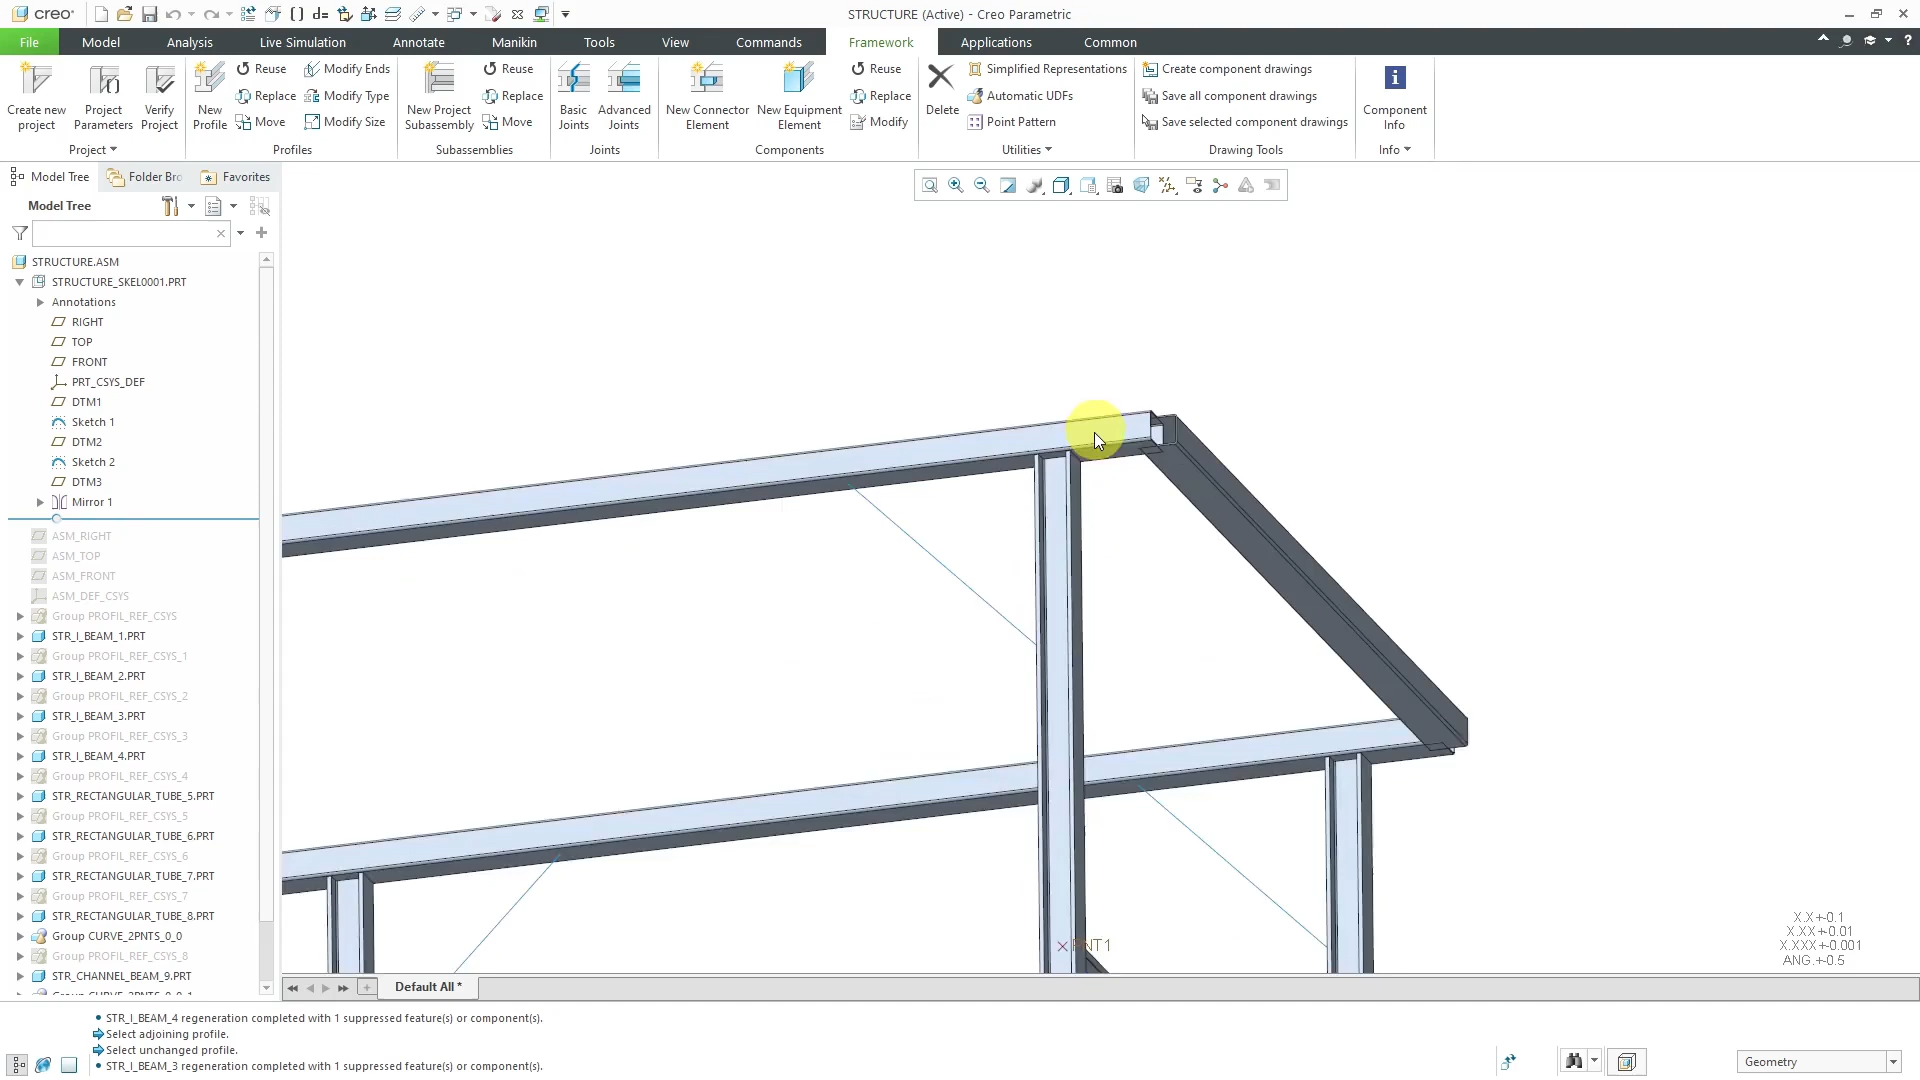 creo
STRUCTURE (Active) - Creo Parametric
File
Model
Analysis
Live Simulation
Annotate
Manikin
Tools
View
Commands
Framework
Applications
Common
Create new project
Project Parameters
Verify Project
Project
New Profile
Reuse
Replace
Move
Modify Ends
Modify Type
Modify Size
Profiles
New Project Subassembly
Reuse
Replace
Move
Subassemblies
Basic Joints
Advanced Joints
Joints
New Connector Element
New Equipment Element
Reuse
Replace
Modify
Components
Delete
Simplified Representations
Automatic UDFs
Point Pattern
Utilities
Create component drawings
Save all component drawings
Save selected component drawings
Drawing Tools
Component Info
Info
Model Tree
Folder Bro
Favorites
Model Tree
STRUCTURE.ASM
STRUCTURE_SKEL0001.PRT
Annotations
RIGHT
TOP
FRONT
PRT_CSYS_DEF
DTM1
Sketch 1
DTM2
Sketch 2
DTM3
Mirror 1
ASM_RIGHT
ASM_TOP
ASM_FRONT
ASM_DEF_CSYS
Group PROFIL_REF_CSYS
STR_I_BEAM_1.PRT
Group PROFIL_REF_CSYS_1
STR_I_BEAM_2.PRT
Group PROFIL_REF_CSYS_2
STR_I_BEAM_3.PRT
Group PROFIL_REF_CSYS_3
STR_I_BEAM_4.PRT
Group PROFIL_REF_CSYS_4
STR_RECTANGULAR_TUBE_5.PRT
Group PROFIL_REF_CSYS_5
STR_RECTANGULAR_TUBE_6.PRT
Group PROFIL_REF_CSYS_6
STR_RECTANGULAR_TUBE_7.PRT
Group PROFIL_REF_CSYS_7
STR_RECTANGULAR_TUBE_8.PRT
Group CURVE_2PNTS_0_0
Group PROFIL_REF_CSYS_8
STR_CHANNEL_BEAM_9.PRT
PNT1
X.X+-0.1
X.XX+-0.01
X.XXX+-0.001
ANG.+-0.5
Default All *
STR_I_BEAM_4 regeneration completed with 1 suppressed feature(s) or component(s).
Select adjoining profile.
Select unchanged profile.
STR_I_BEAM_3 regeneration completed with 1 suppressed feature(s) or component(s).
Geometry